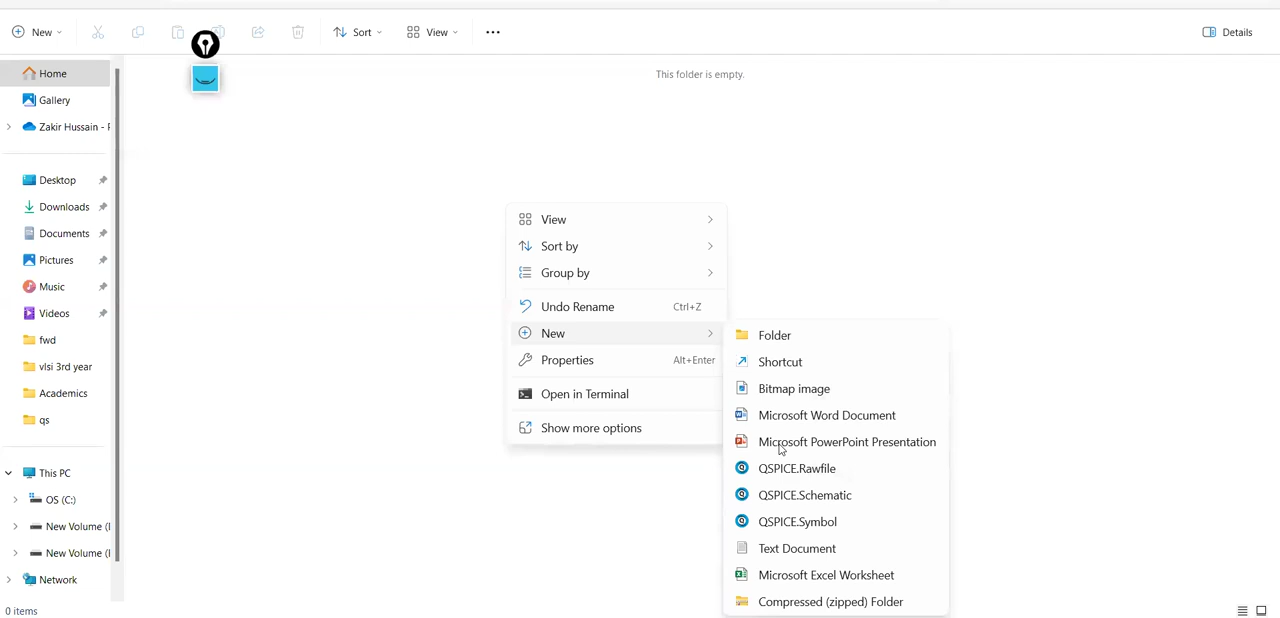 New
Sort
View
Details
Home
Gallery
Zakir Hussain -
Desktop
Downloads
Documents
Pictures
Music
Videos
fwd
vlsi 3rd year
Academics
qs
This PC
OS (C:)
New Volume (
New Volume (
Network
0 items
This folder is empty.
View
Sort by
Group by
Undo Rename Ctrl+Z
New
Properties Alt+Enter
Open in Terminal
Show more options
Folder
Shortcut
Bitmap image
Microsoft Word Document
Microsoft PowerPoint Presentation
QSPICE.Rawfile
QSPICE.Schematic
QSPICE.Symbol
Text Document
Microsoft Excel Worksheet
Compressed (zipped) Folder